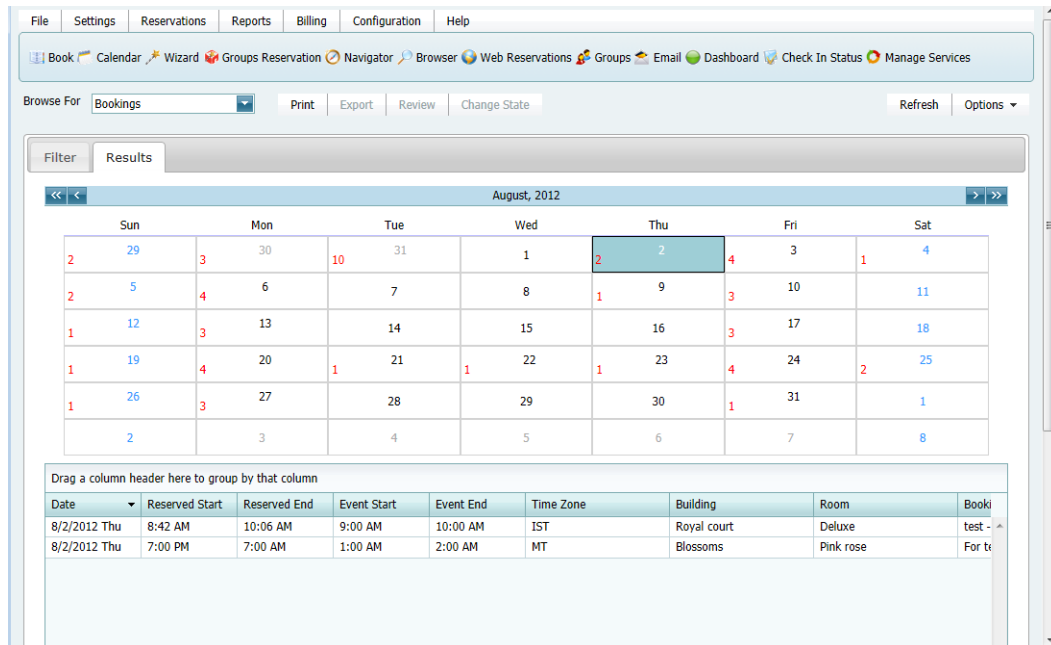 File Settings Reservations Reports Billing Configuration Help
Book Calendar Wizard Groups Reservation Navigator Browser Web Reservations Groups Email Dashboard Check In Status Manage Services
Browse For Bookings Print Export Review Change State Refresh Options
Filter Results
August, 2012
Sun Mon Tue Wed Thu Fri Sat
2 29 3 30 10 31 1 2 2 4 3 1 4
2 5 4 6 7 8 1 9 3 10 11
1 12 3 13 14 15 16 3 17 18
1 19 4 20 1 21 1 22 1 23 4 24 2 25
1 26 3 27 28 29 30 1 31 1
2 3 4 5 6 7 8
Drag a column header here to group by that column
Date Reserved Start Reserved End Event Start Event End Time Zone Building Room Booki
8/2/2012 Thu 8:42 AM 10:06 AM 9:00 AM 10:00 AM IST Royal court Deluxe test -
8/2/2012 Thu 7:00 PM 7:00 AM 1:00 AM 2:00 AM MT Blossoms Pink rose For te